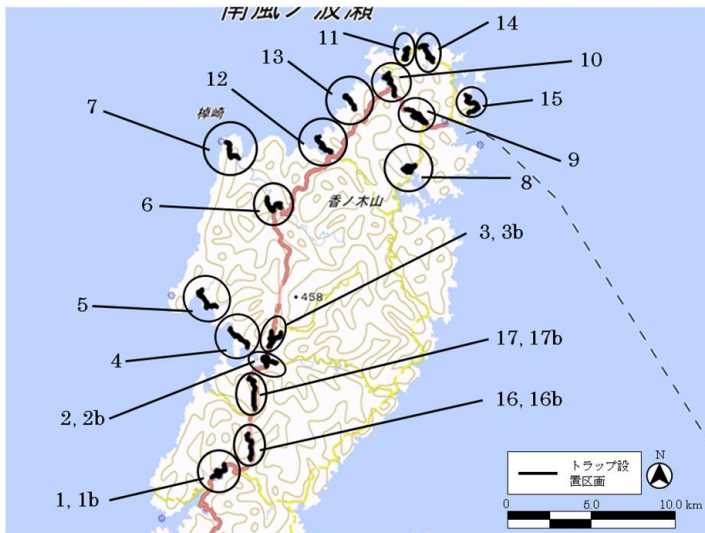 南風ノ波瀬
11
14
13
10
12
15
7
棹崎
9
8
6
香ノ木山
3, 3b
・458
5
4
17, 17b
2, 2b
16, 16b
1, 1b
トラップ設
置区画
N
0 5.0 10.0 km